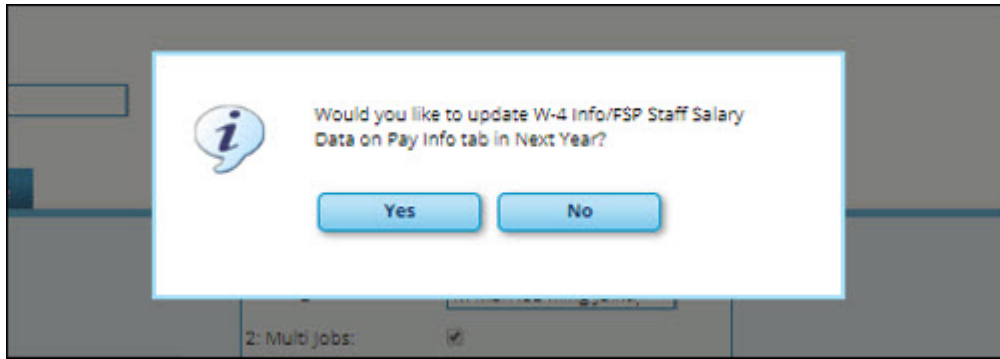 Would you like to update W-4 Info/FSP Staff Salary
Data on Pay Info tab in Next Year?
Yes No
2: Multi Jobs: